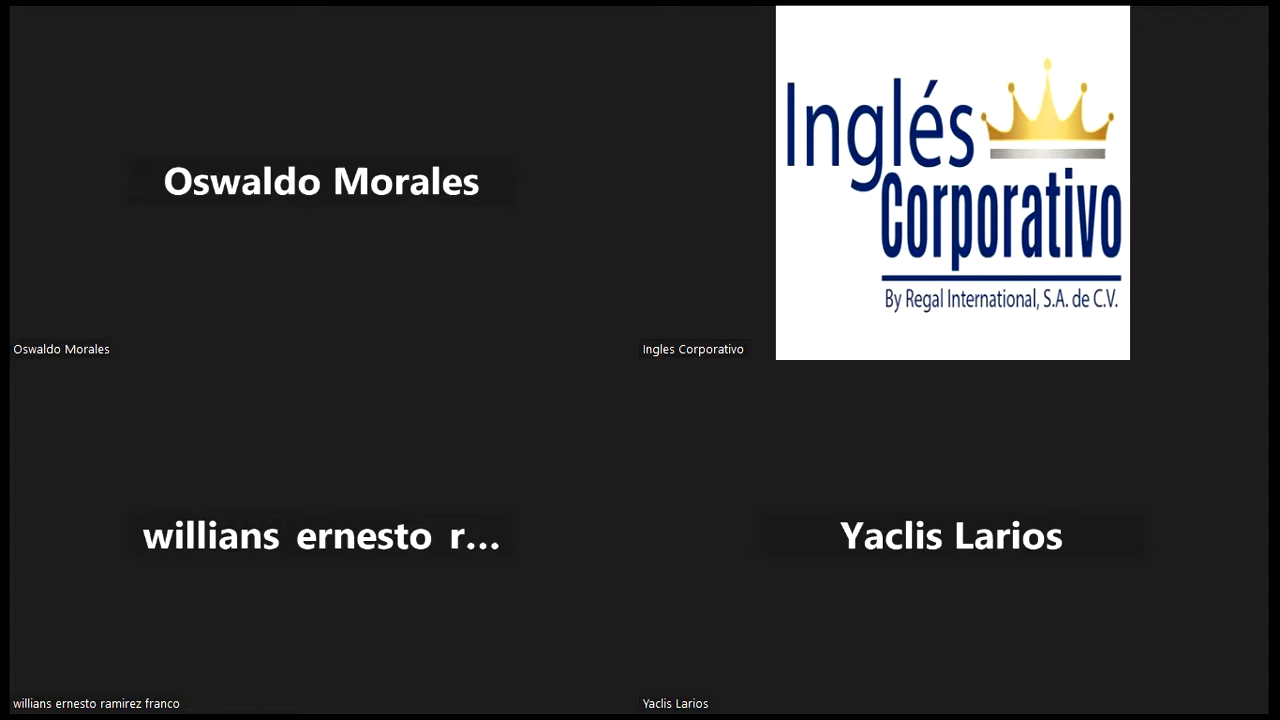 Oswaldo Morales
Oswaldo Morales
Inglés
Corporativo
By Regal International, S.A. de C.V.
Ingles Corporativo
willians ernesto r...
willians ernesto ramirez franco
Yaclis Larios
Yaclis Larios